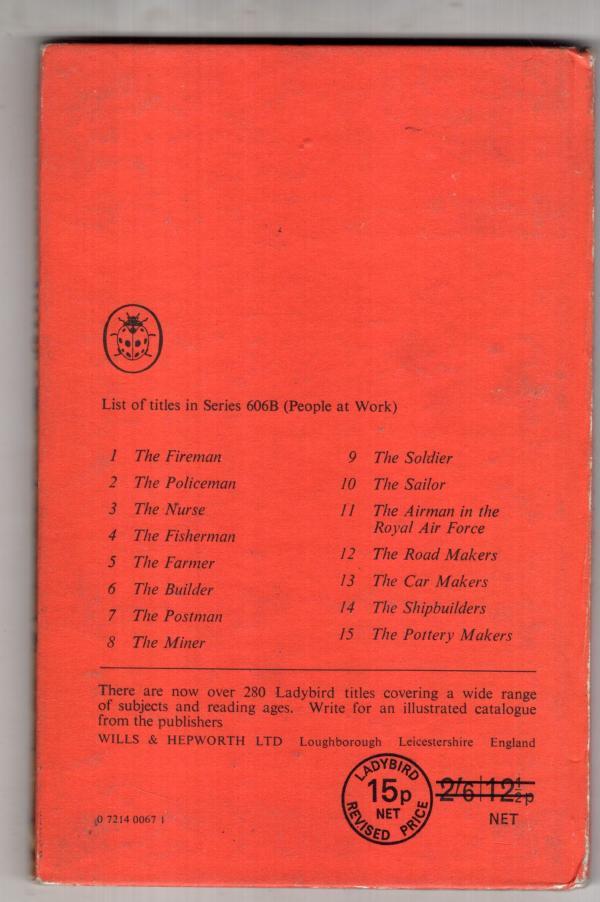 List of titles in Series 606B (People at Work)
1 The Fireman
2 The Policeman
3 The Nurse
4 The Fisherman
5 The Farmer
6 The Builder
7 The Postman
8 The Miner
9 The Soldier
10 The Sailor
11 The Airman in the
Royal Air Force
12 The Road Makers
13 The Car Makers
14 The Shipbuilders
15 The Pottery Makers
There are now over 280 Ladybird titles covering a wide range
of subjects and reading ages. Write for an illustrated catalogue
from the publishers
WILLS & HEPWORTH LTD Loughborough Leicestershire England
LADYBIRD
15p
NET
REVISED PRICE
2/6 12½p
NET
0 7214 0067 1